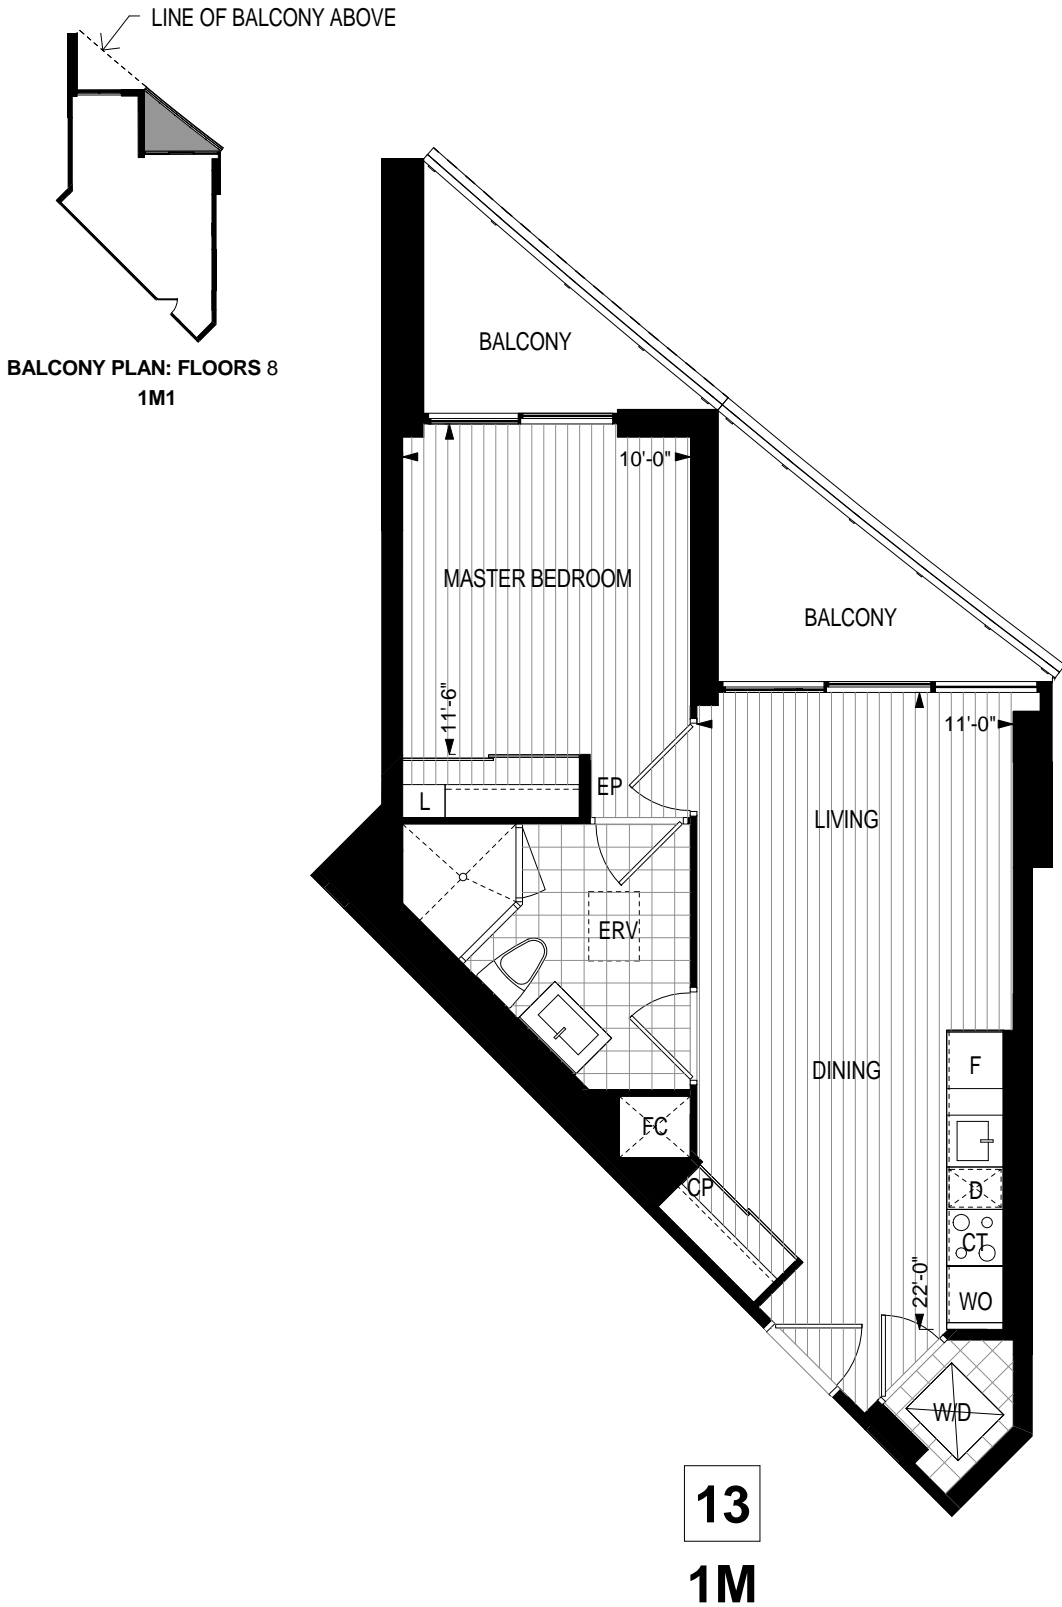 LINE OF BALCONY ABOVE
BALCONY PLAN: FLOORS 8
1M1
BALCONY
10'-0"
MASTER BEDROOM
BALCONY
11'-6"
11'-0"
EP
L
LIVING
ERV
DINING
F
FC
CP
D
CT
22'-0"
WO
W/D
13
1M